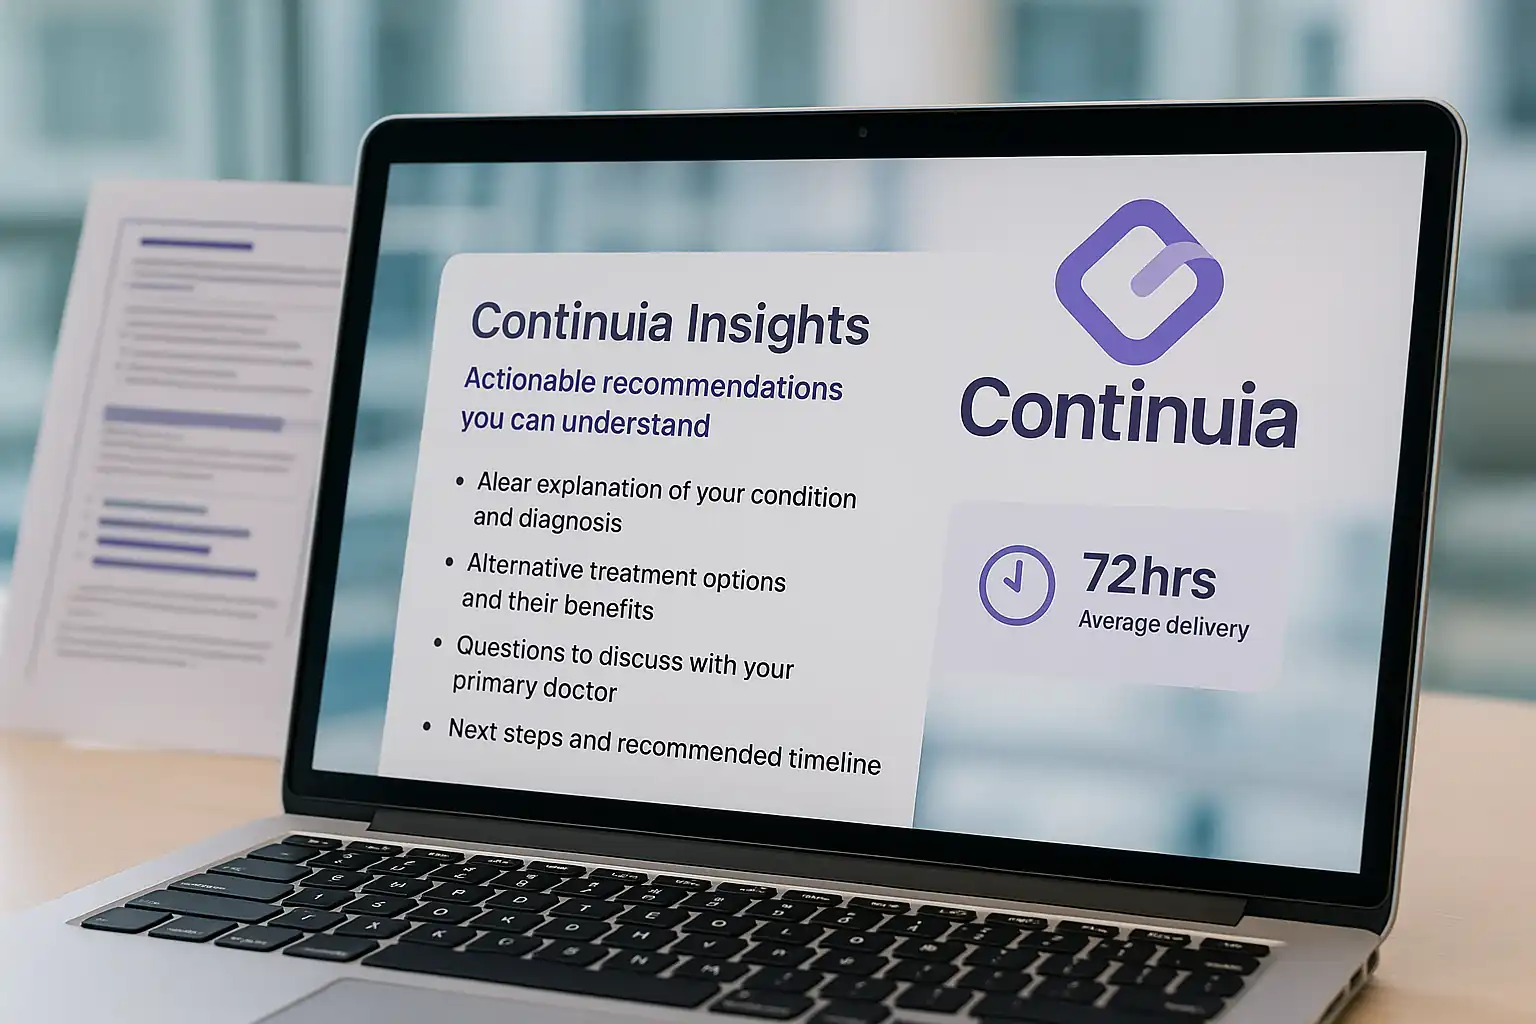 Continuia Insights
Actionable recommendations
you can understand
• Alear explanation of your condition
and diagnosis
• Alternative treatment options
and their benefits
• Questions to discuss with your
primary doctor
• Next steps and recommended timeline
Continuia
72hrs
Average delivery